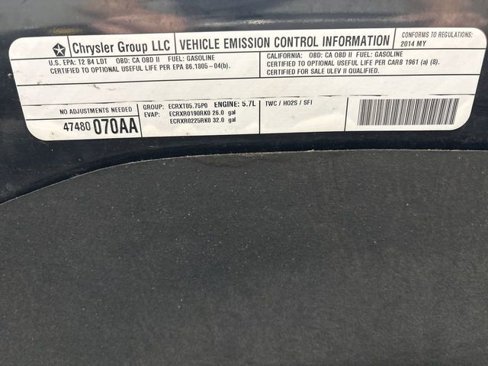 Chrysler Group LLC
VEHICLE EMISSION CONTROL INFORMATION
CONFORMS TO REGULATIONS:
2014 MY
U.S. EPA: T2 B4 LDT OBD: CA OBD II FUEL: GASOLINE
CERTIFIED TO OPTIONAL USEFUL LIFE PER EPA 86.1805-04(b).
CALIFORNIA: OBD: CA OBD II FUEL: GASOLINE
CERTIFIED TO OPTIONAL USEFUL LIFE PER CARB 1961 (a) (8).
CERTIFIED FOR SALE ULEV II QUALIFIED.
NO ADJUSTMENTS NEEDED
47480 070AA
GROUP: ECRXT05.75P0 ENGINE: 5.7L
EVAP: ECRXR0190RK0 26.0 gal
ECRXR0225RK0 32.0 gal
TWC / HO2S / SFI